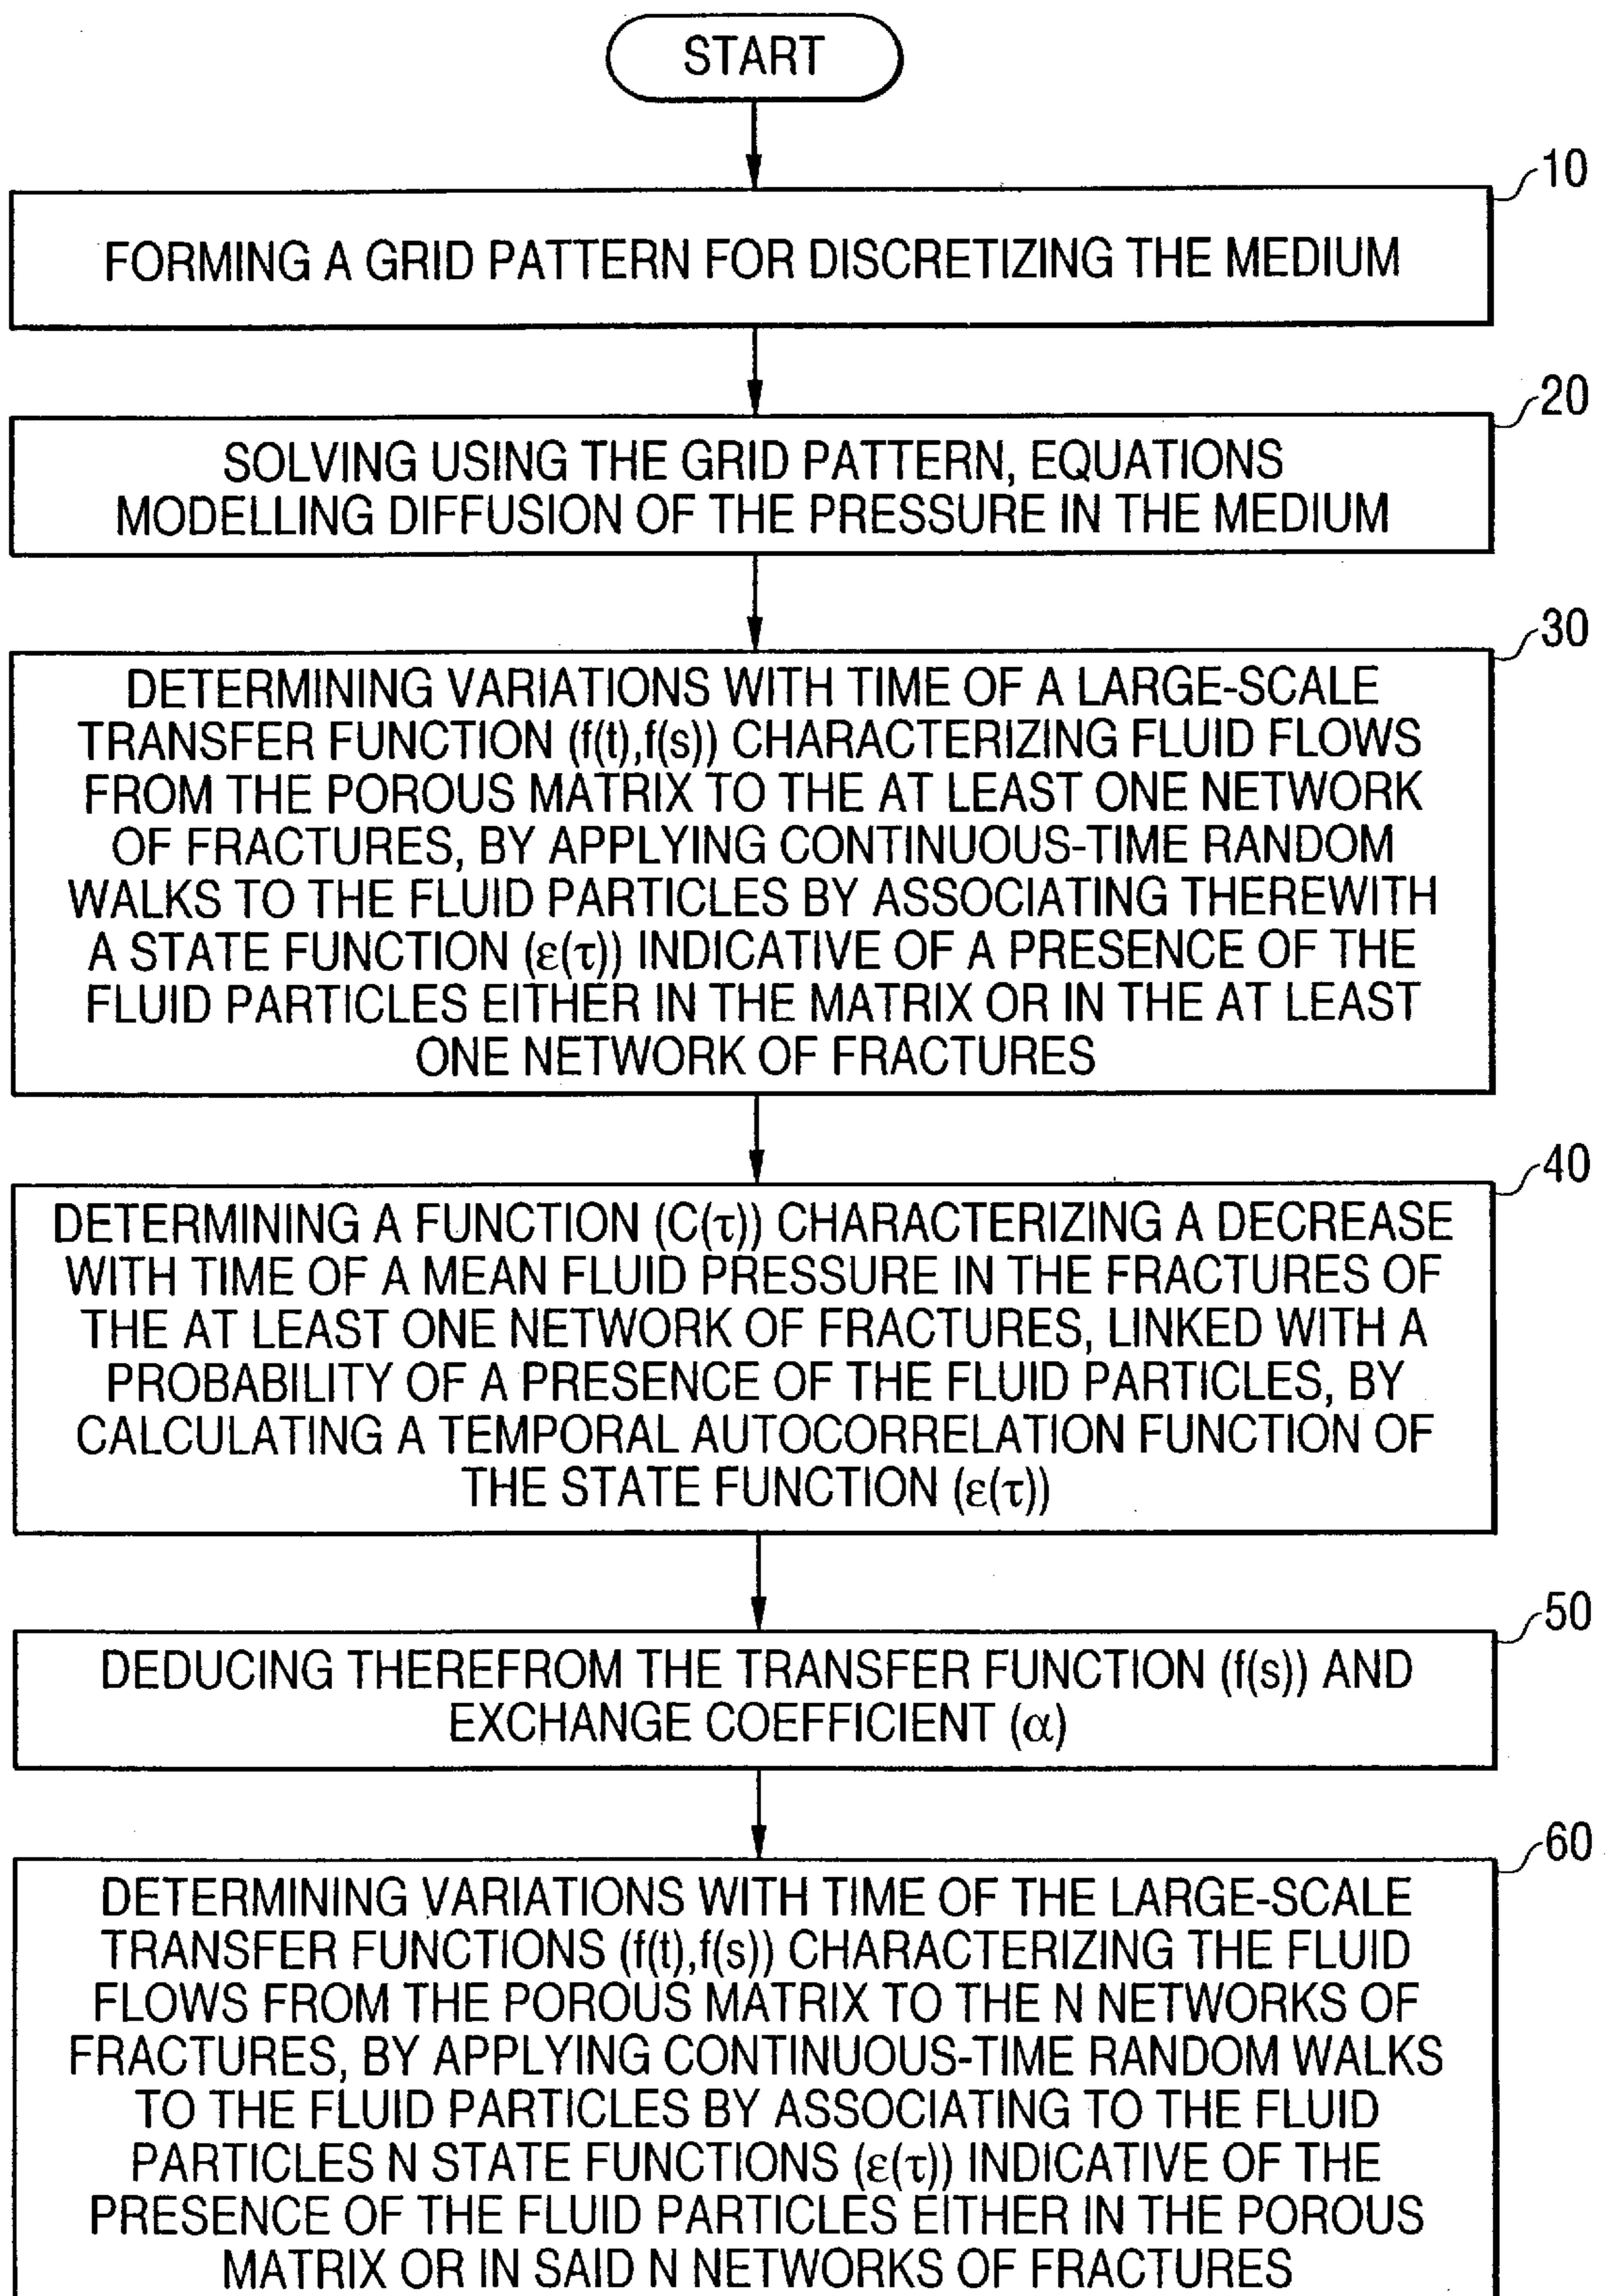 START
10
FORMING A GRID PATTERN FOR DISCRETIZING THE MEDIUM
20
SOLVING USING THE GRID PATTERN, EQUATIONS
MODELLING DIFFUSION OF THE PRESSURE IN THE MEDIUM
30
DETERMINING VARIATIONS WITH TIME OF A LARGE-SCALE
TRANSFER FUNCTION (f(t),f(s)) CHARACTERIZING FLUID FLOWS
FROM THE POROUS MATRIX TO THE AT LEAST ONE NETWORK
OF FRACTURES, BY APPLYING CONTINUOUS-TIME RANDOM
WALKS TO THE FLUID PARTICLES BY ASSOCIATING THEREWITH
A STATE FUNCTION (ε(τ)) INDICATIVE OF A PRESENCE OF THE
FLUID PARTICLES EITHER IN THE MATRIX OR IN THE AT LEAST
ONE NETWORK OF FRACTURES
40
DETERMINING A FUNCTION (C(τ)) CHARACTERIZING A DECREASE
WITH TIME OF A MEAN FLUID PRESSURE IN THE FRACTURES OF
THE AT LEAST ONE NETWORK OF FRACTURES, LINKED WITH A
PROBABILITY OF A PRESENCE OF THE FLUID PARTICLES, BY
CALCULATING A TEMPORAL AUTOCORRELATION FUNCTION OF
THE STATE FUNCTION (ε(τ))
50
DEDUCING THEREFROM THE TRANSFER FUNCTION (f(s)) AND
EXCHANGE COEFFICIENT (α)
60
DETERMINING VARIATIONS WITH TIME OF THE LARGE-SCALE
TRANSFER FUNCTIONS (f(t),f(s)) CHARACTERIZING THE FLUID
FLOWS FROM THE POROUS MATRIX TO THE N NETWORKS OF
FRACTURES, BY APPLYING CONTINUOUS-TIME RANDOM WALKS
TO THE FLUID PARTICLES BY ASSOCIATING TO THE FLUID
PARTICLES N STATE FUNCTIONS (ε(τ)) INDICATIVE OF THE
PRESENCE OF THE FLUID PARTICLES EITHER IN THE POROUS
MATRIX OR IN SAID N NETWORKS OF FRACTURES